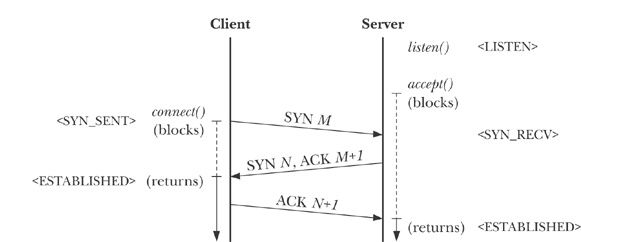 Client Server
listen() <LISTEN>
accept()
(blocks)
connect()
<SYN_SENT> (blocks)
SYN M
<SYN_RECV>
SYN N, ACK M+1
<ESTABLISHED> (returns)
ACK N+1
(returns) <ESTABLISHED>